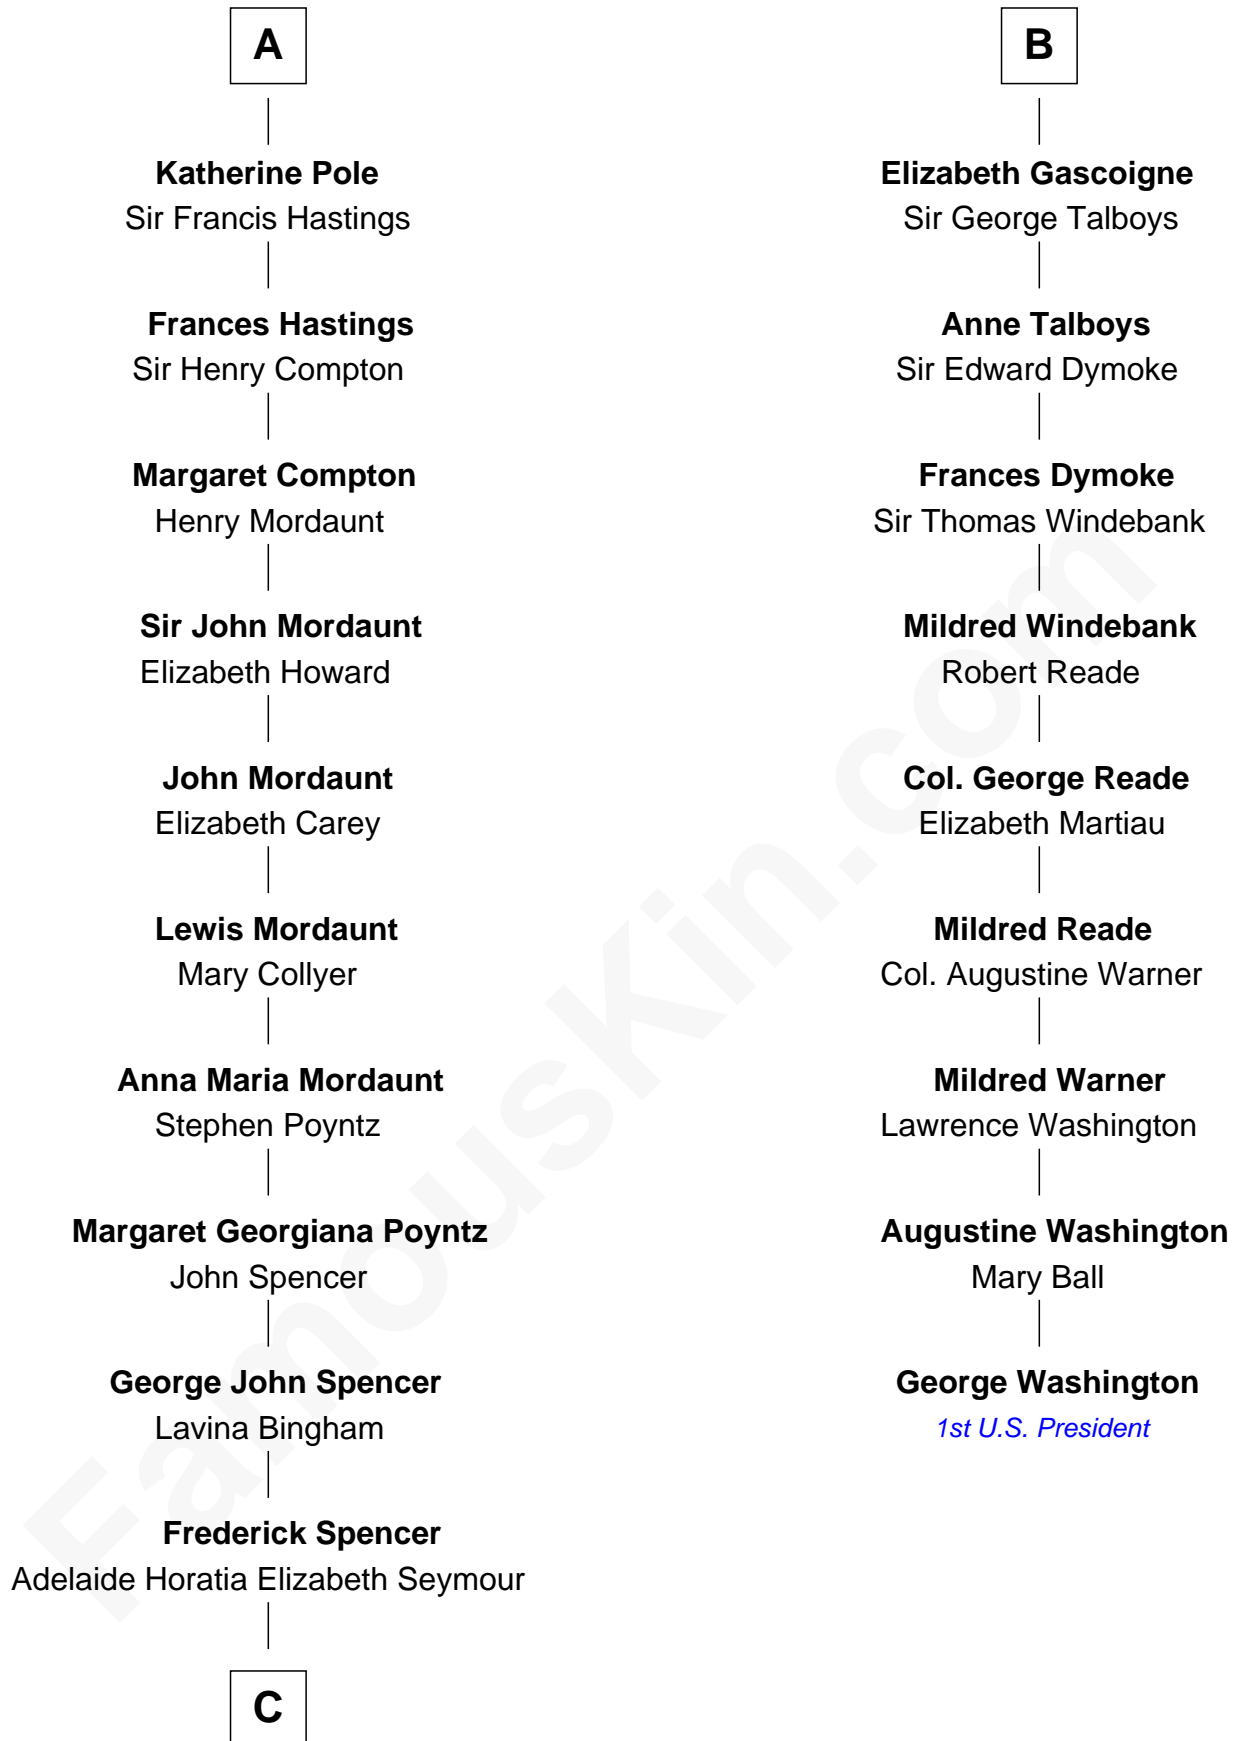 A
Katherine Pole
Sir Francis Hastings
Frances Hastings
Sir Henry Compton
Margaret Compton
Henry Mordaunt
Sir John Mordaunt
Elizabeth Howard
John Mordaunt
Elizabeth Carey
Lewis Mordaunt
Mary Collyer
Anna Maria Mordaunt
Stephen Poyntz
Margaret Georgiana Poyntz
John Spencer
George John Spencer
Lavina Bingham
Frederick Spencer
Adelaide Horatia Elizabeth Seymour
C
B
Elizabeth Gascoigne
Sir George Talboys
Anne Talboys
Sir Edward Dymoke
Frances Dymoke
Sir Thomas Windebank
Mildred Windebank
Robert Reade
Col. George Reade
Elizabeth Martiau
Mildred Reade
Col. Augustine Warner
Mildred Warner
Lawrence Washington
Augustine Washington
Mary Ball
George Washington
1st U.S. President
FamousKin.com